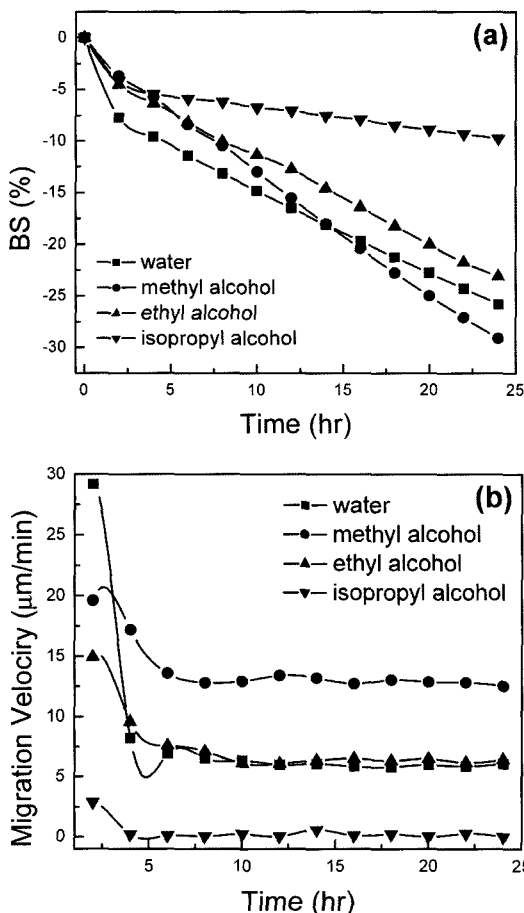 (a)
0
-5
-10
-15
-20
-25
-30
BS (%)
water
methyl alcohol
ethyl alcohol
isopropyl alcohol
0 5 10 15 20 25
Time (hr)
(b)
30
25
20
15
10
5
0
Migration Velociry (μm/min)
water
methyl alcohol
ethyl alcohol
isopropyl alcohol
5 10 15 20 25
Time (hr)